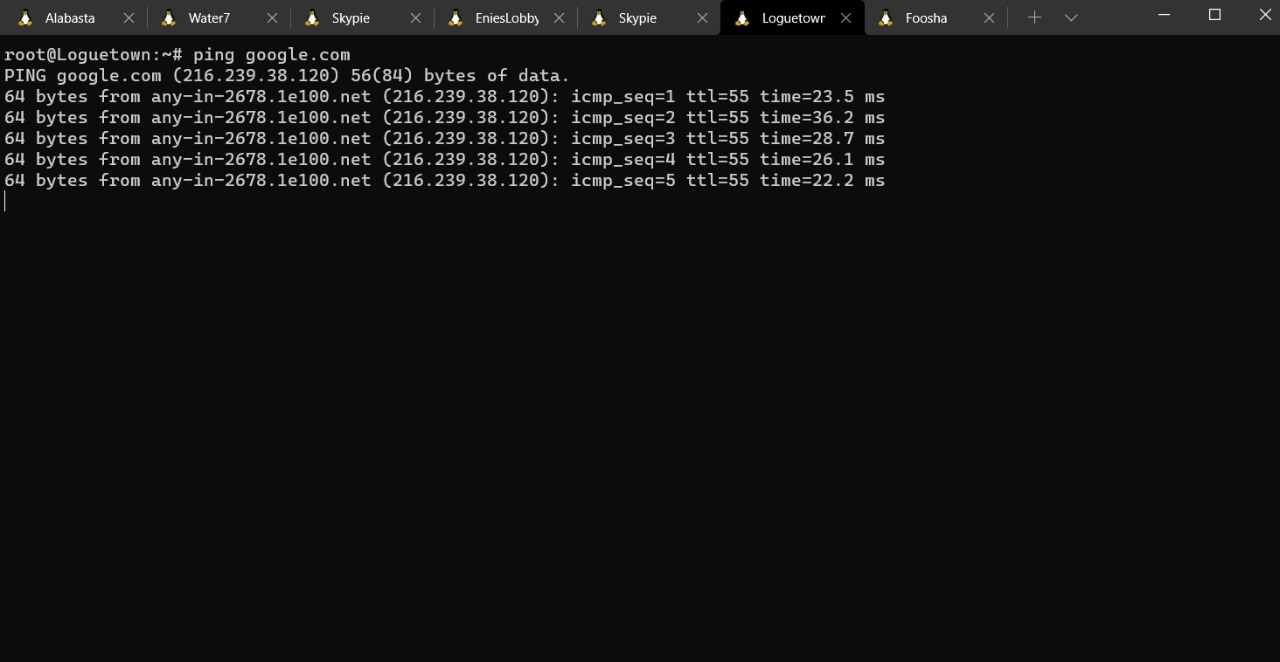 Alabasta
Water7
Skypie
EniesLobby
Skypie
Loguetowr
Foosha
root@Loguetown:~# ping google.com
PING google.com (216.239.38.120) 56(84) bytes of data.
64 bytes from any-in-2678.1e100.net (216.239.38.120): icmp_seq=1 ttl=55 time=23.5 ms
64 bytes from any-in-2678.1e100.net (216.239.38.120): icmp_seq=2 ttl=55 time=36.2 ms
64 bytes from any-in-2678.1e100.net (216.239.38.120): icmp_seq=3 ttl=55 time=28.7 ms
64 bytes from any-in-2678.1e100.net (216.239.38.120): icmp_seq=4 ttl=55 time=26.1 ms
64 bytes from any-in-2678.1e100.net (216.239.38.120): icmp_seq=5 ttl=55 time=22.2 ms